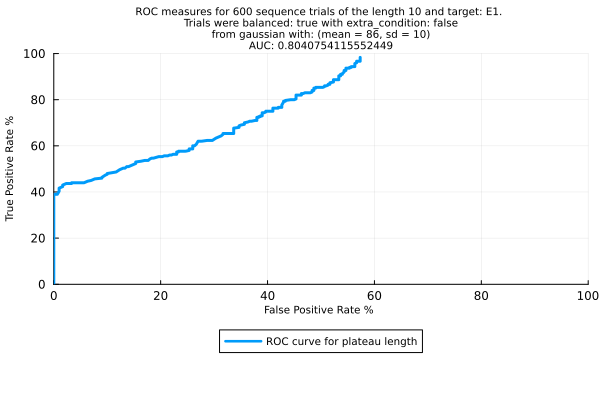 ROC measures for 600 sequence trials of the length 10 and target: E1.
Trials were balanced: true with extra_condition: false
from gaussian with: (mean = 86, sd = 10)
AUC: 0.8040754115552449
100
80
60
40
20
0
True Positive Rate %
0 20 40 60 80 100
False Positive Rate %
ROC curve for plateau length